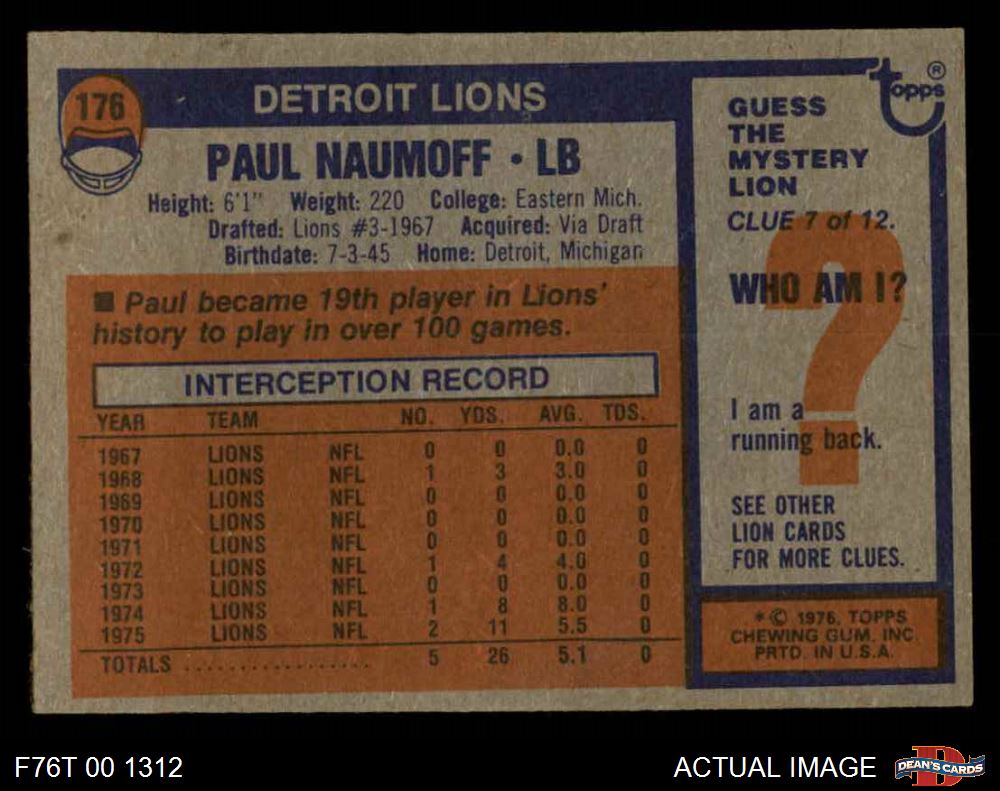 176
DETROIT LIONS
PAUL NAUMOFF • LB
Height: 6'1" Weight: 220 College: Eastern Mich.
Drafted: Lions #3-1967 Acquired: Via Draft
Birthdate: 7-3-45 Home: Detroit, Michigan
■ Paul became 19th player in Lions'
history to play in over 100 games.
INTERCEPTION RECORD
YEAR TEAM NO. YDS. AVG. TDS.
1967 LIONS NFL 0 0 0.0 0
1968 LIONS NFL 1 3 3.0 0
1969 LIONS NFL 0 0 0.0 0
1970 LIONS NFL 0 0 0.0 0
1971 LIONS NFL 0 0 0.0 0
1972 LIONS NFL 1 4 4.0 0
1973 LIONS NFL 0 0 0.0 0
1974 LIONS NFL 1 8 8.0 0
1975 LIONS NFL 2 11 5.5 0
TOTALS .................. 5 26 5.1 0
topps ®
GUESS
THE
MYSTERY
LION
CLUE 7 of 12.
?
WHO AM I?
I am a
running back.
SEE OTHER
LION CARDS
FOR MORE CLUES.
* © 1976, TOPPS
CHEWING GUM, INC.
PRTD. IN U.S.A.
F76T 00 1312
ACTUAL IMAGE
D
DEAN'S CARDS